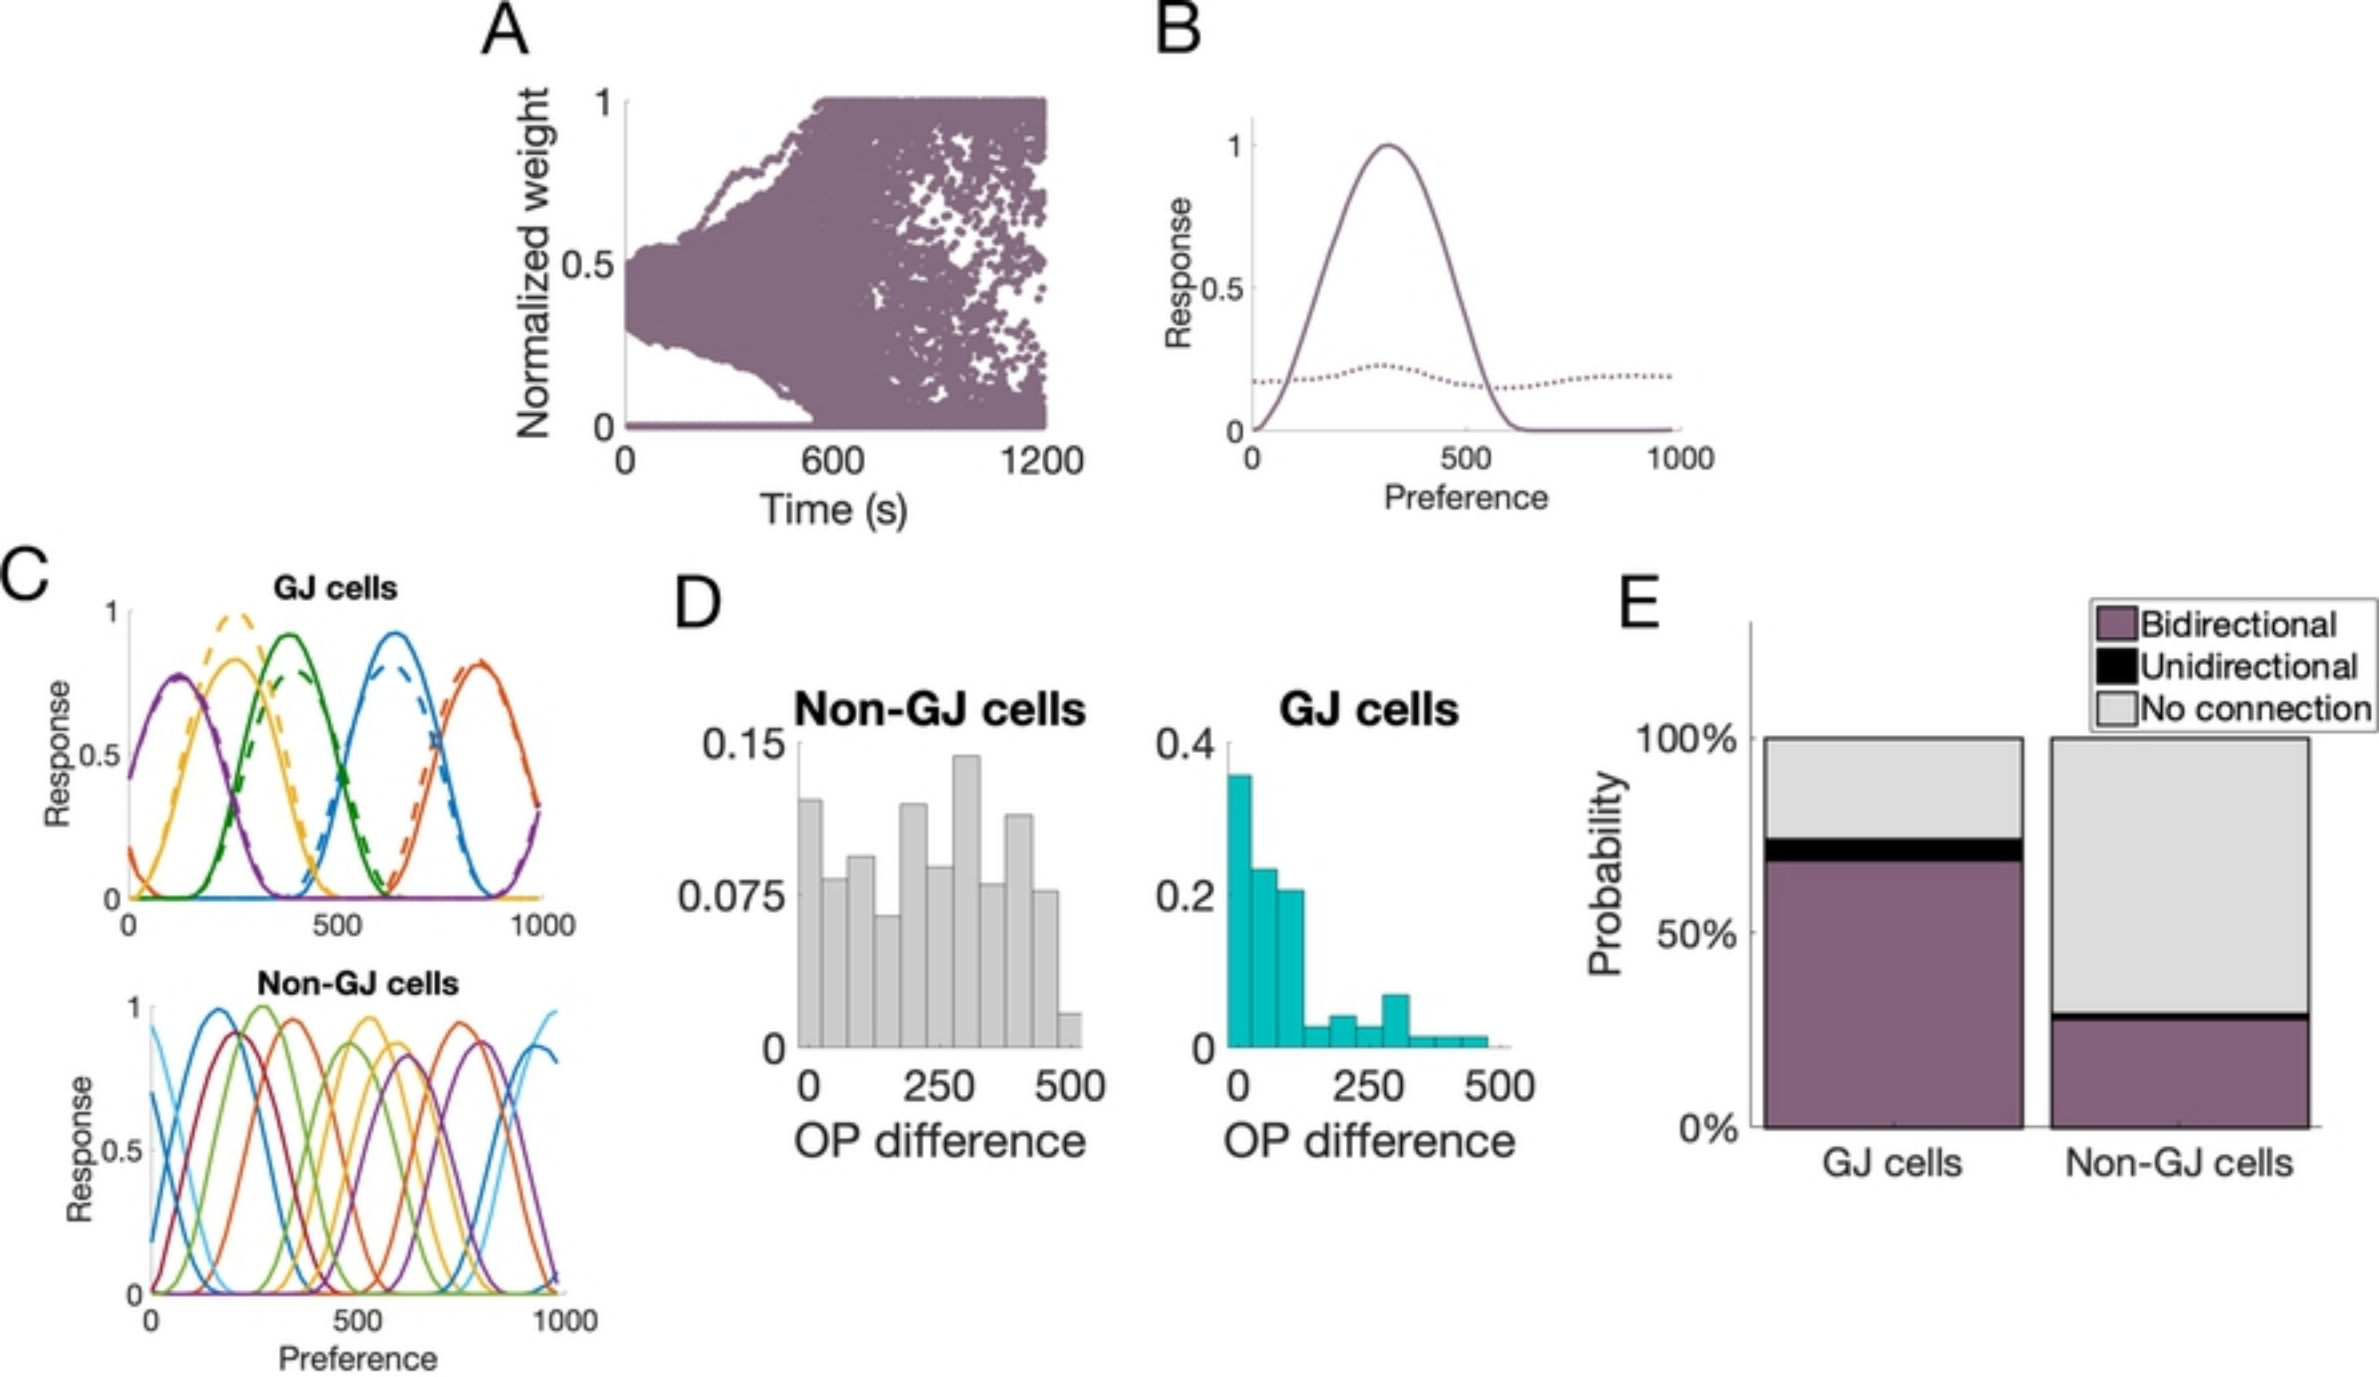 A
Normalized weight
1
0.5
0
0
600
1200
Time (s)
B
Response
1
0.5
0
0
500
1000
Preference
C
GJ cells
Response
1
0.5
0
0
500
1000
Non-GJ cells
Response
1
0.5
0
0
500
1000
Preference
D
Non-GJ cells
0.15
0.075
0
0
250
500
OP difference
GJ cells
0.4
0.2
0
0
250
500
OP difference
E
Bidirectional
Unidirectional
No connection
Probability
100%
50%
0%
GJ cells
Non-GJ cells